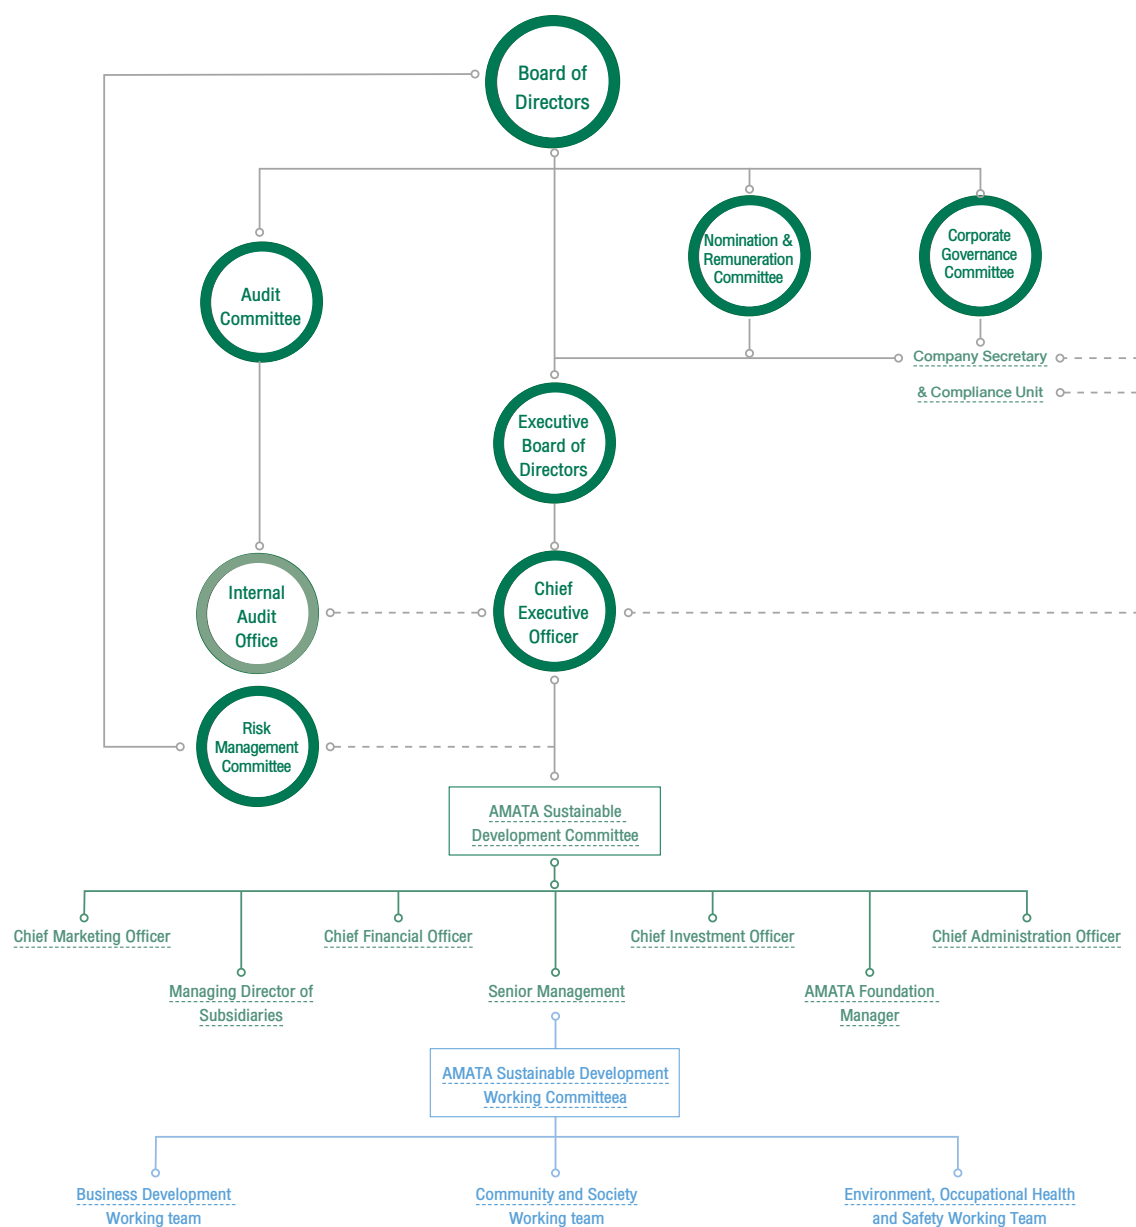 Board of
Directors
Nomination &
Remuneration
Committee
Corporate
Governance
Committee
Audit
Committee
Company Secretary
& Compliance Unit
Executive
Board of
Directors
Internal
Audit
Office
Chief
Executive
Officer
Risk
Management
Committee
AMATA Sustainable
Development Committee
Chief Marketing Officer
Chief Financial Officer
Chief Investment Officer
Chief Administration Officer
Managing Director of
Subsidiaries
Senior Management
AMATA Foundation
Manager
AMATA Sustainable Development
Working Committeea
Business Development
Working team
Community and Society
Working team
Environment, Occupational Health
and Safety Working Team